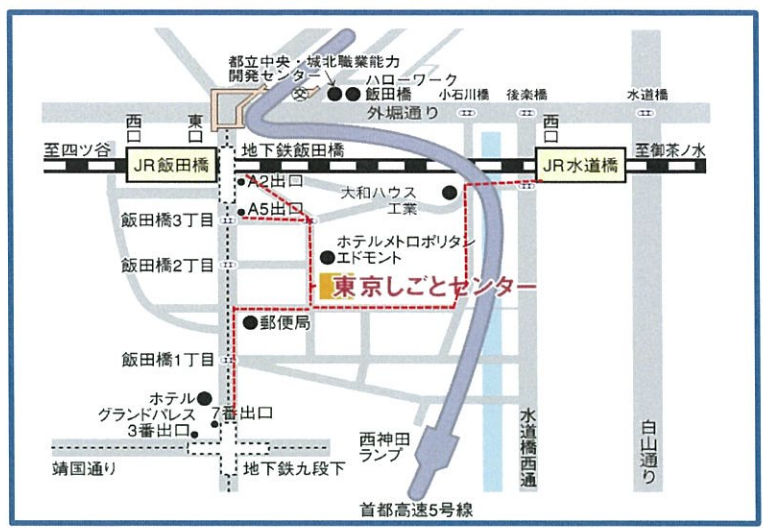 都立中央・城北職業能力
開発センター
交
ハローワーク
飯田橋
小石川橋
後楽橋
水道橋
外堀通り
西口
東口
西口
至四ツ谷
JR飯田橋
地下鉄飯田橋
JR水道橋
至御茶ノ水
A2出口
A5出口
大和ハウス
工業
飯田橋3丁目
ホテルメトロポリタン
エドモント
飯田橋2丁目
東京しごとセンター
郵便局
飯田橋1丁目
ホテル
グランドパレス
7番出口
3番出口
西神田
ランプ
水道橋西通
白山通り
靖国通り
地下鉄九段下
首都高速5号線